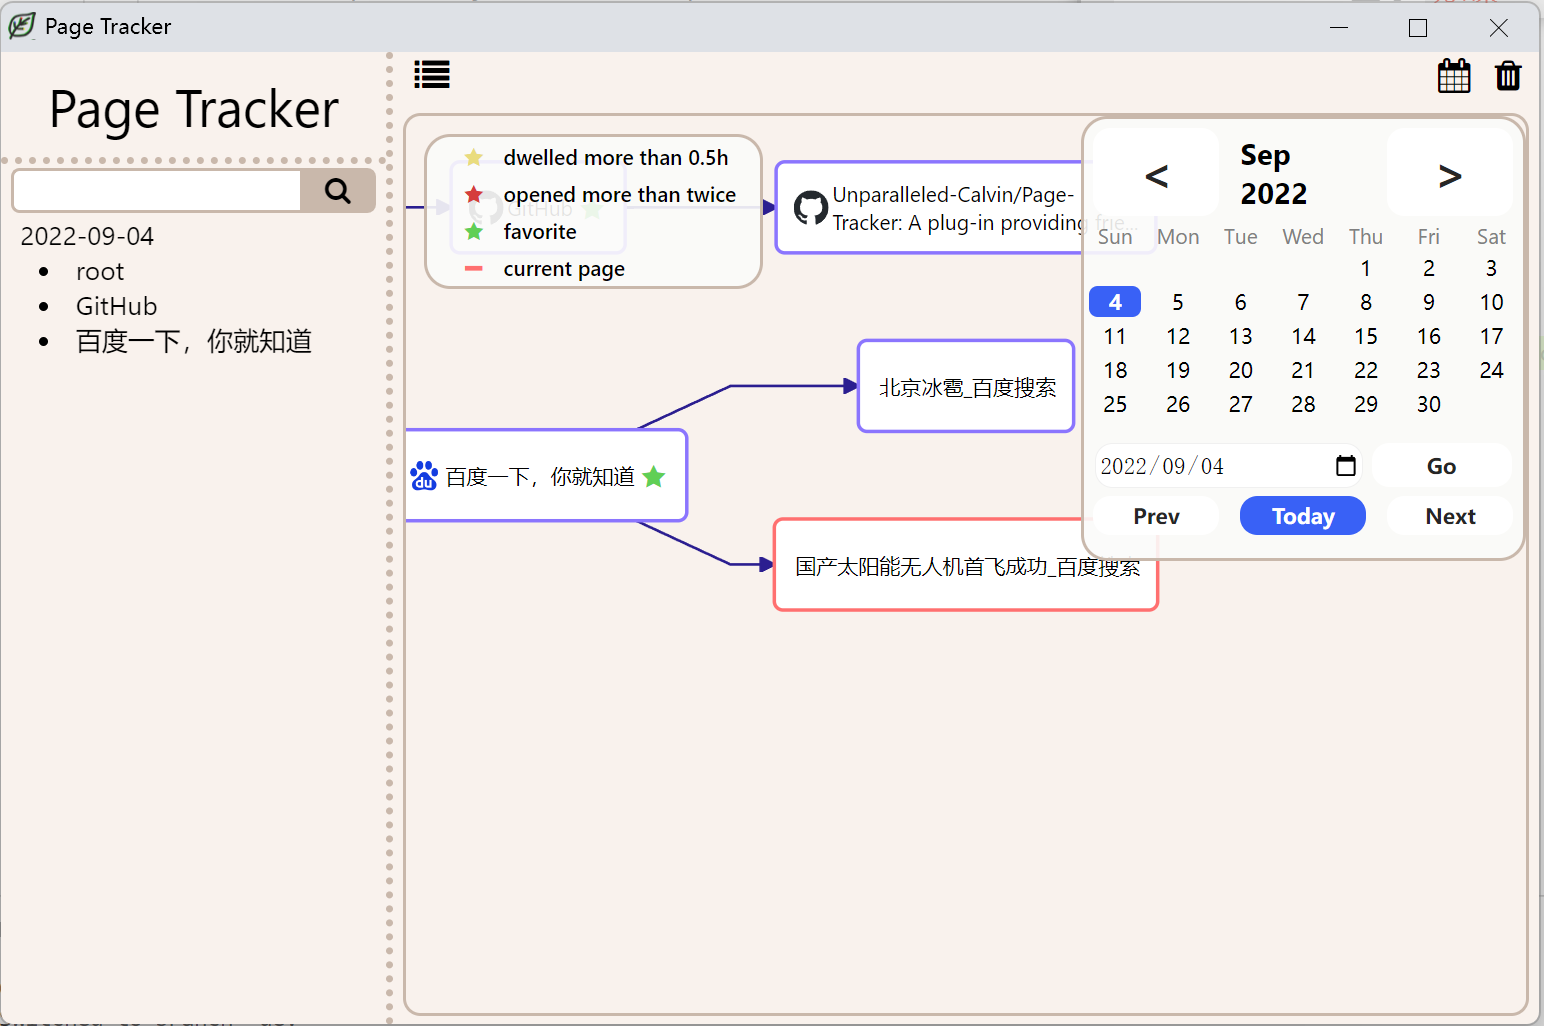 Page Tracker
Page Tracker
2022-09-04
root
GitHub
百度一下，你就知道
dwelled more than 0.5h
opened more than twice
favorite
current page
GitHub
Unparalleled-Calvin/Page-
Tracker: A plug-in providing frie...
北京冰雹_百度搜索
du 百度一下，你就知道
国产太阳能无人机首飞成功_百度搜索
< Sep >
2022
Sun Mon Tue Wed Thu Fri Sat
1 2 3
4 5 6 7 8 9 10
11 12 13 14 15 16 17
18 19 20 21 22 23 24
25 26 27 28 29 30
2022/09/04 Go
Prev Today Next